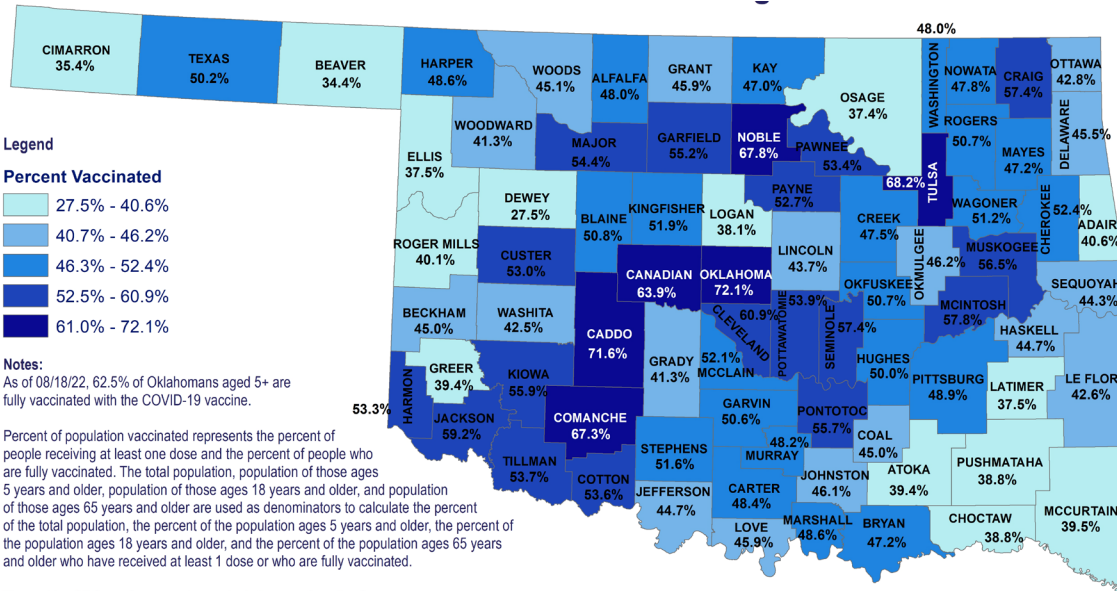 48.0%
CIMARRON
35.4%
TEXAS
50.2%
BEAVER
34.4%
HARPER
48.6%
WOODS
45.1%
ALFALFA
48.0%
GRANT
45.9%
KAY
47.0%
OSAGE
37.4%
WASHINGTON
NOWATA
47.8%
CRAIG
57.4%
OTTAWA
42.8%
WOODWARD
41.3%
MAJOR
54.4%
GARFIELD
55.2%
NOBLE
67.8%
PAWNEE
53.4%
ROGERS
50.7%
MAYES
47.2%
DELAWARE
45.5%
ELLIS
37.5%
DEWEY
27.5%
BLAINE
50.8%
KINGFISHER
51.9%
LOGAN
38.1%
PAYNE
52.7%
68.2%
TULSA
CREEK
47.5%
WAGONER
51.2%
CHEROKEE
52.4%
ADAIR
40.6%
ROGER MILLS
40.1%
CUSTER
53.0%
CANADIAN
63.9%
OKLAHOMA
72.1%
LINCOLN
43.7%
OKMULGEE
46.2%
MUSKOGEE
56.5%
SEQUOYAH
44.3%
BECKHAM
45.0%
WASHITA
42.5%
CADDO
71.6%
GRADY
41.3%
60.9%
CLEVELAND
53.9%
POTTAWATOMIE
SEMINOLE
57.4%
OKFUSKEE
50.7%
MCINTOSH
57.8%
HASKELL
44.7%
GREER
39.4%
KIOWA
55.9%
52.1%
MCCLAIN
HUGHES
50.0%
PITTSBURG
48.9%
LATIMER
37.5%
LE FLOR
42.6%
53.3%
HARMON
JACKSON
59.2%
COMANCHE
67.3%
GARVIN
50.6%
PONTOTOC
55.7%
TILLMAN
53.7%
COTTON
53.6%
STEPHENS
51.6%
48.2%
MURRAY
COAL
45.0%
ATOKA
39.4%
PUSHMATAHA
38.8%
JEFFERSON
44.7%
CARTER
48.4%
JOHNSTON
46.1%
LOVE
45.9%
MARSHALL
48.6%
BRYAN
47.2%
CHOCTAW
38.8%
MCCURTAIN
39.5%
Legend
Percent Vaccinated
27.5% - 40.6%
40.7% - 46.2%
46.3% - 52.4%
52.5% - 60.9%
61.0% - 72.1%
Notes:
As of 08/18/22, 62.5% of Oklahomans aged 5+ are
fully vaccinated with the COVID-19 vaccine.
Percent of population vaccinated represents the percent of
people receiving at least one dose and the percent of people who
are fully vaccinated. The total population, population of those ages
5 years and older, population of those ages 18 years and older, and population
of those ages 65 years and older are used as denominators to calculate the percent
of the total population, the percent of the population ages 5 years and older, the percent of
the population ages 18 years and older, and the percent of the population ages 65 years
and older who have received at least 1 dose or who are fully vaccinated.